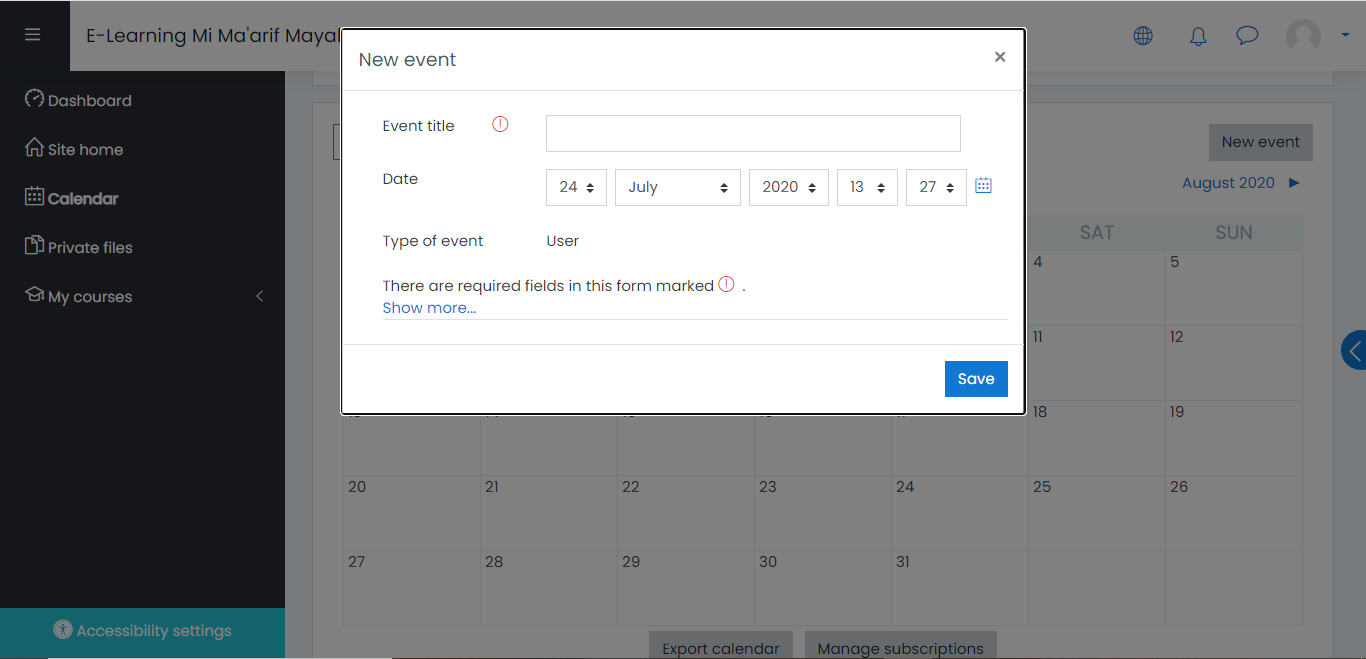 E-Learning Mi Ma'arif Mayal
Dashboard
Site home
Calendar
Private files
My courses
Accessibility settings
New event
×
Event title
Date
24 July 2020 13 27
Type of event User
There are required fields in this form marked .
Show more...
Save
New event
August 2020 ►
SAT SUN
4 5
11 12
18 19
20 21 22 23 24 25 26
27 28 29 30 31
Export calendar Manage subscriptions